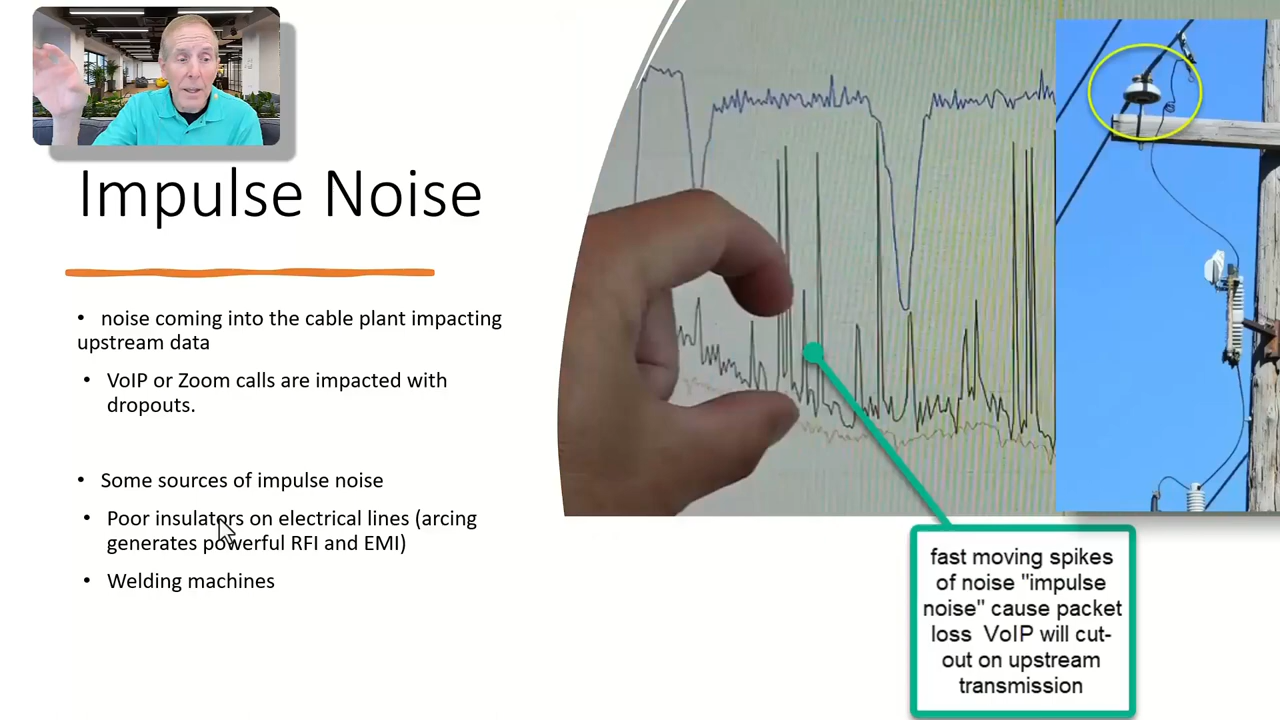 Impulse Noise
• noise coming into the cable plant impacting
upstream data
• VoIP or Zoom calls are impacted with
dropouts.
• Some sources of impulse noise
• Poor insulators on electrical lines (arcing
generates powerful RFI and EMI)
• Welding machines
fast moving spikes
of noise "impulse
noise" cause packet
loss VoIP will cut-
out on upstream
transmission